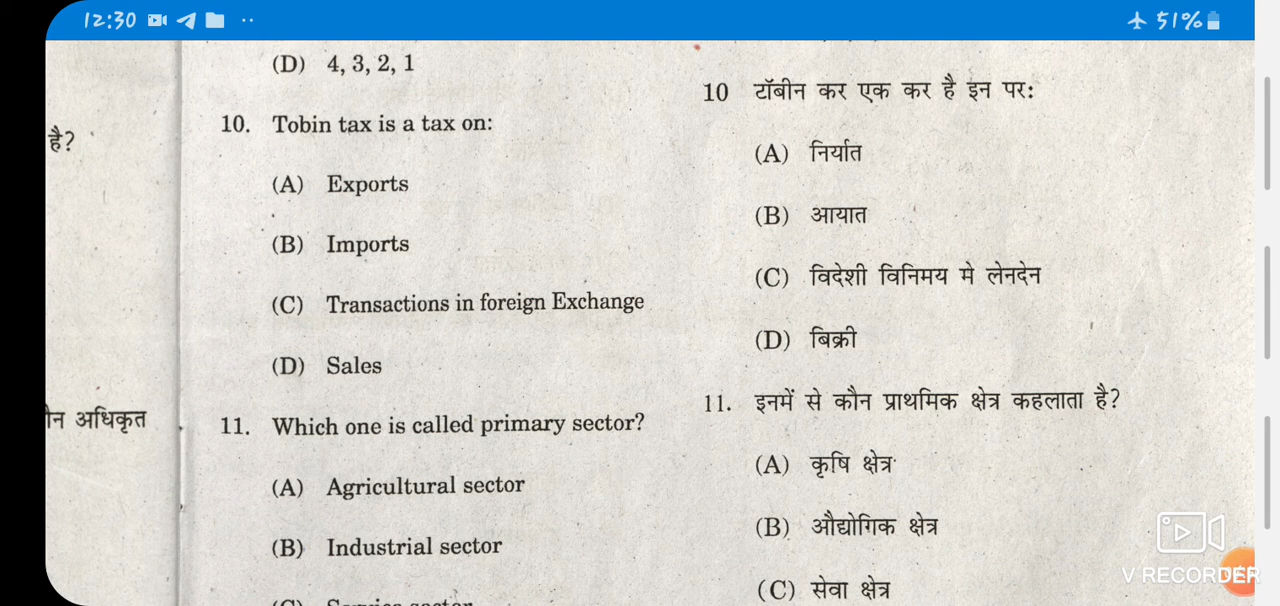 12:30
51%
है?
ीन अधिकृत
(D) 4, 3, 2, 1
10. Tobin tax is a tax on:
(A) Exports
(B) Imports
(C) Transactions in foreign Exchange
(D) Sales
11. Which one is called primary sector?
(A) Agricultural sector
(B) Industrial sector
(C) Service sector
10 टॉबीन कर एक कर है इन पर:
(A) निर्यात
(B) आयात
(C) विदेशी विनिमय मे लेनदेन
(D) बिक्री
11. इनमें से कौन प्राथमिक क्षेत्र कहलाता है?
(A) कृषि क्षेत्र
(B) औद्योगिक क्षेत्र
(C) सेवा क्षेत्र
V RECORDER